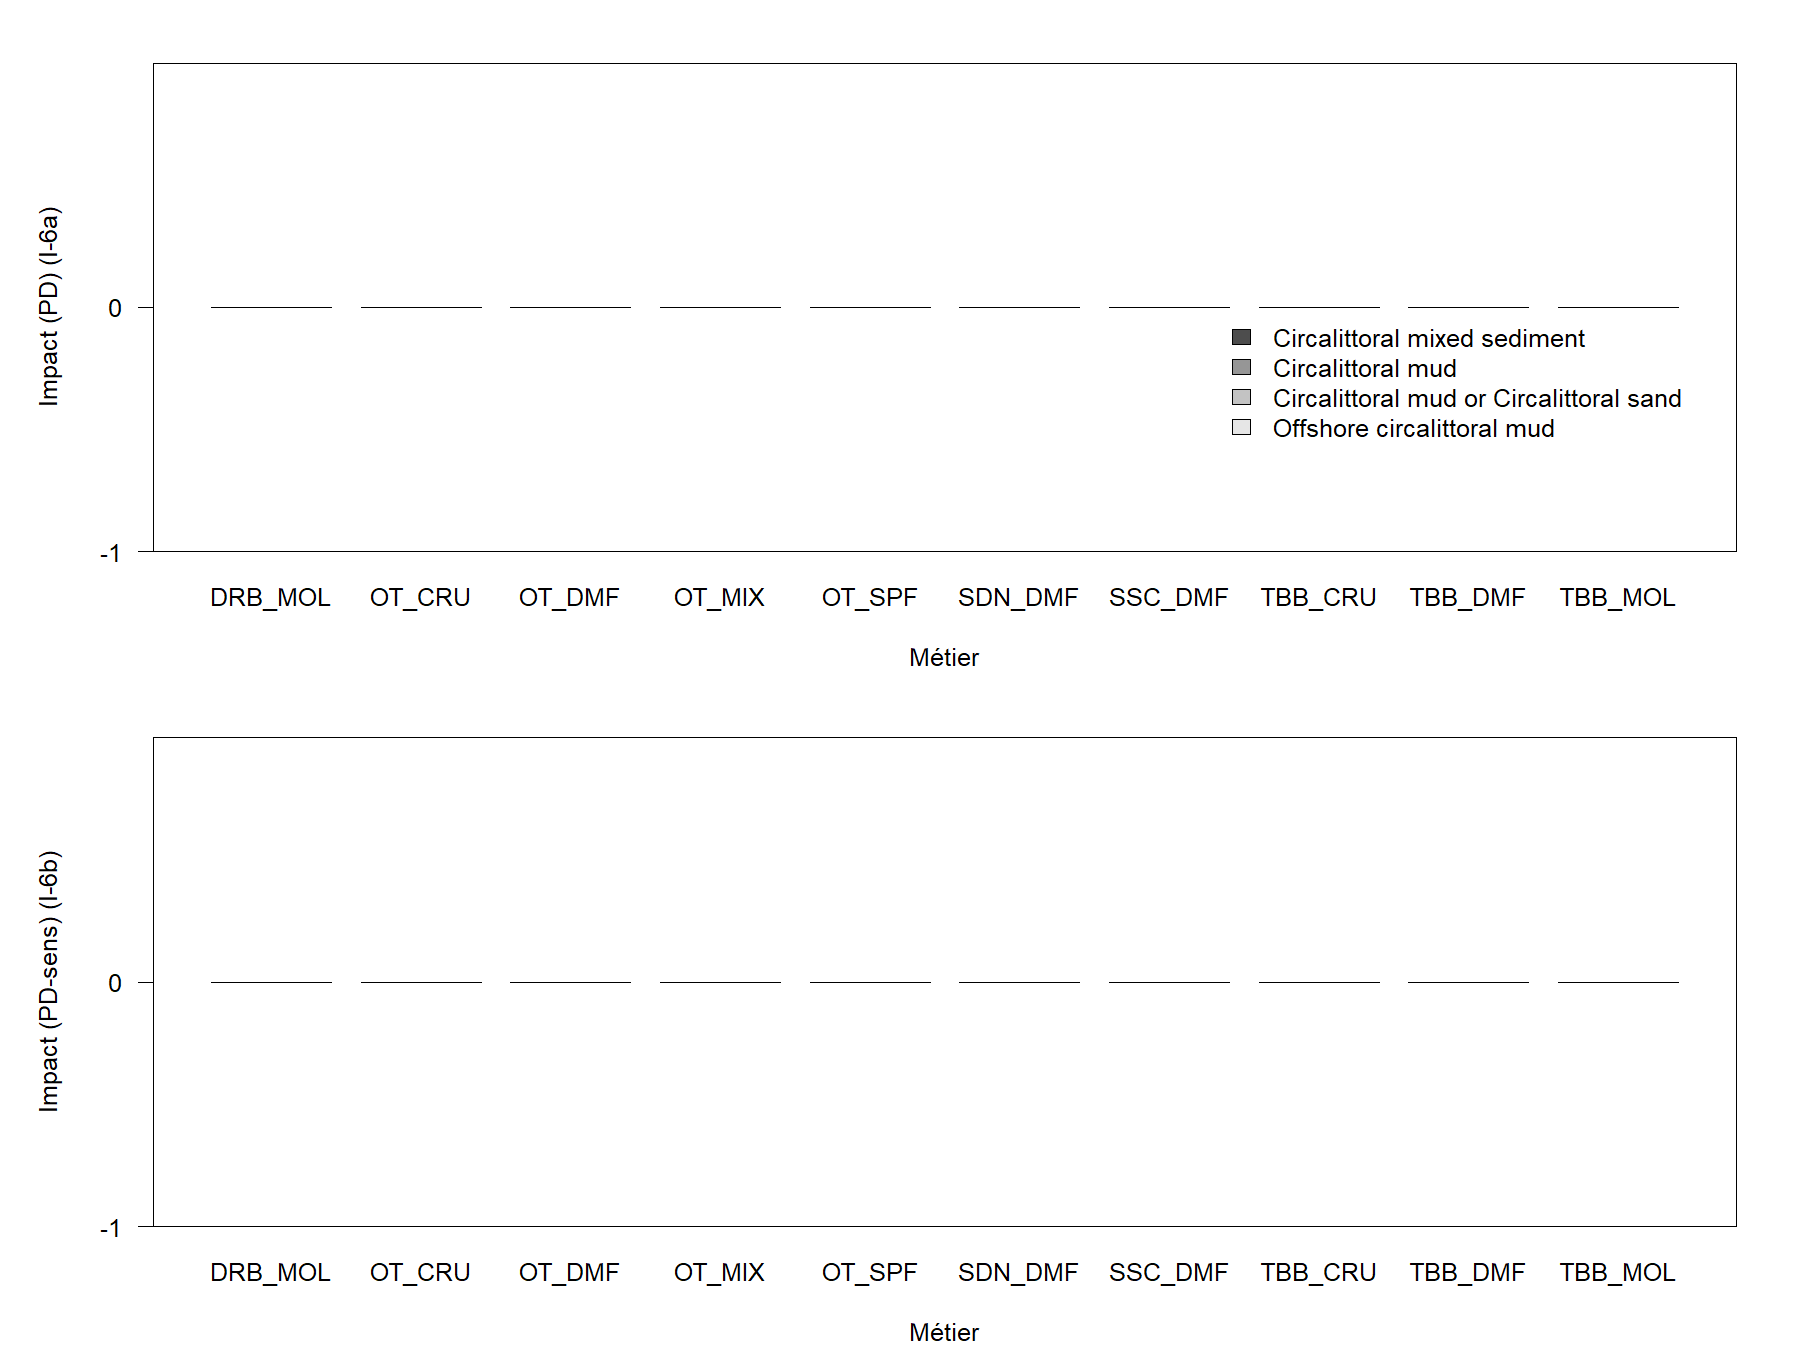 Impact (PD) (I-6a)
0
-1
Circalittoral mixed sediment
Circalittoral mud
Circalittoral mud or Circalittoral sand
Offshore circalittoral mud
DRB_MOL OT_CRU OT_DMF OT_MIX OT_SPF SDN_DMF SSC_DMF TBB_CRU TBB_DMF TBB_MOL
Métier
Impact (PD-sens) (I-6b)
0
-1
DRB_MOL OT_CRU OT_DMF OT_MIX OT_SPF SDN_DMF SSC_DMF TBB_CRU TBB_DMF TBB_MOL
Métier